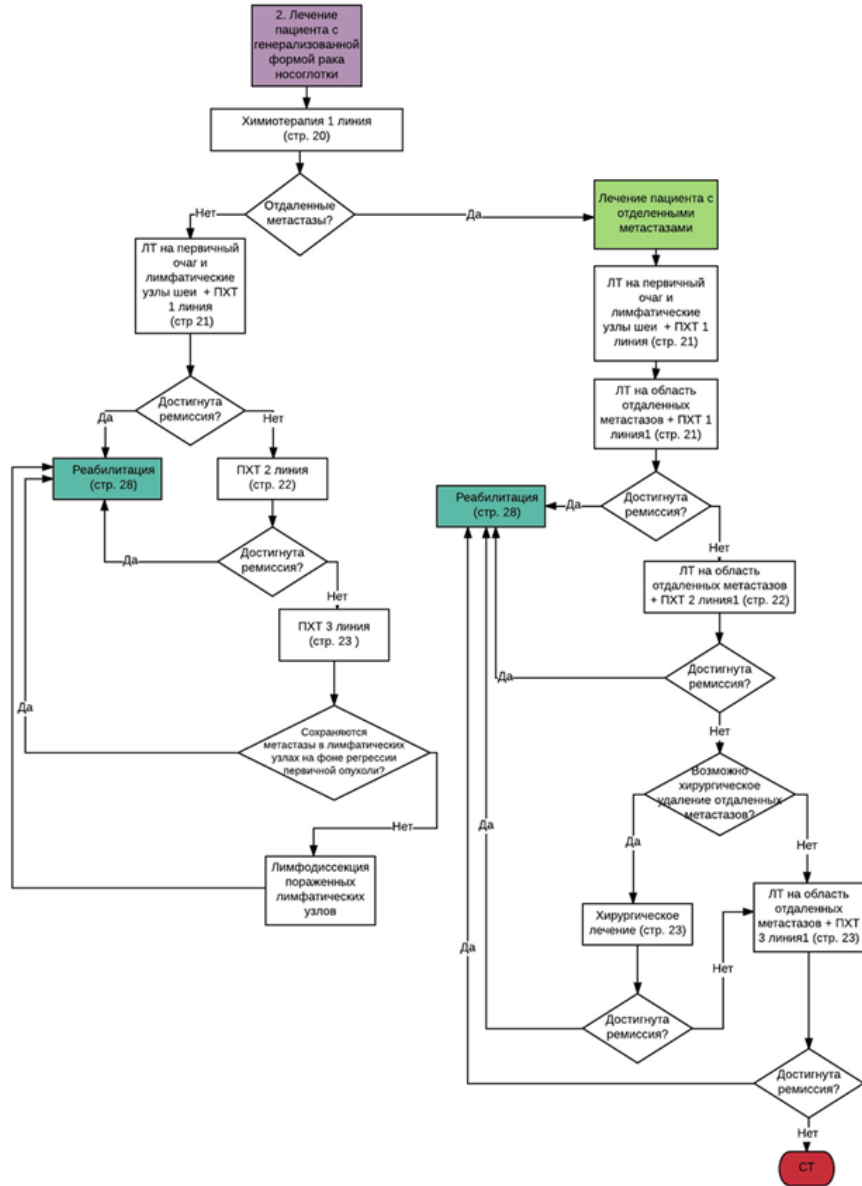 2. Лечение
пациента с
генерализованной
формой рака
носоглотки
Химиотерапия 1 линия
(стр. 20)
Отдаленные
метастазы?
Нет
Да
ЛТ на первичный
очаг и
лимфатические
узлы шеи + ПХТ
1 линия
(стр 21)
Достигнута
ремиссия?
Да
Нет
Реабилитация
(стр. 28)
ПХТ 2 линия
(стр. 22)
Достигнута
ремиссия?
Да
Нет
ПХТ 3 линия
(стр. 23 )
Да
Сохраняются
метастазы в лимфатических
узлах на фоне регрессии
первичной опухоли?
Нет
Лимфодиссекция
пораженных
лимфатических
узлов
Лечение пациента с
отделенными
метастазами
ЛТ на первичный
очаг и
лимфатические
узлы шеи + ПХТ 1
линия (стр. 21)
ЛТ на область
отдаленных
метастазов + ПХТ 1
линия1 (стр. 21)
Достигнута
ремиссия?
Да
Реабилитация
(стр. 28)
Нет
ЛТ на область
отдаленных метастазов
+ ПХТ 2 линия1 (стр. 22)
Достигнута
ремиссия?
Да
Нет
Возможно
хирургическое
удаление отдаленных
метастазов?
Да
Да
Нет
Хирургическое
лечение (стр. 23)
ЛТ на область
отдаленных
метастазов + ПХТ
3 линия1 (стр. 23)
Да
Нет
Достигнута
ремиссия?
Достигнута
ремиссия?
Нет
СТ